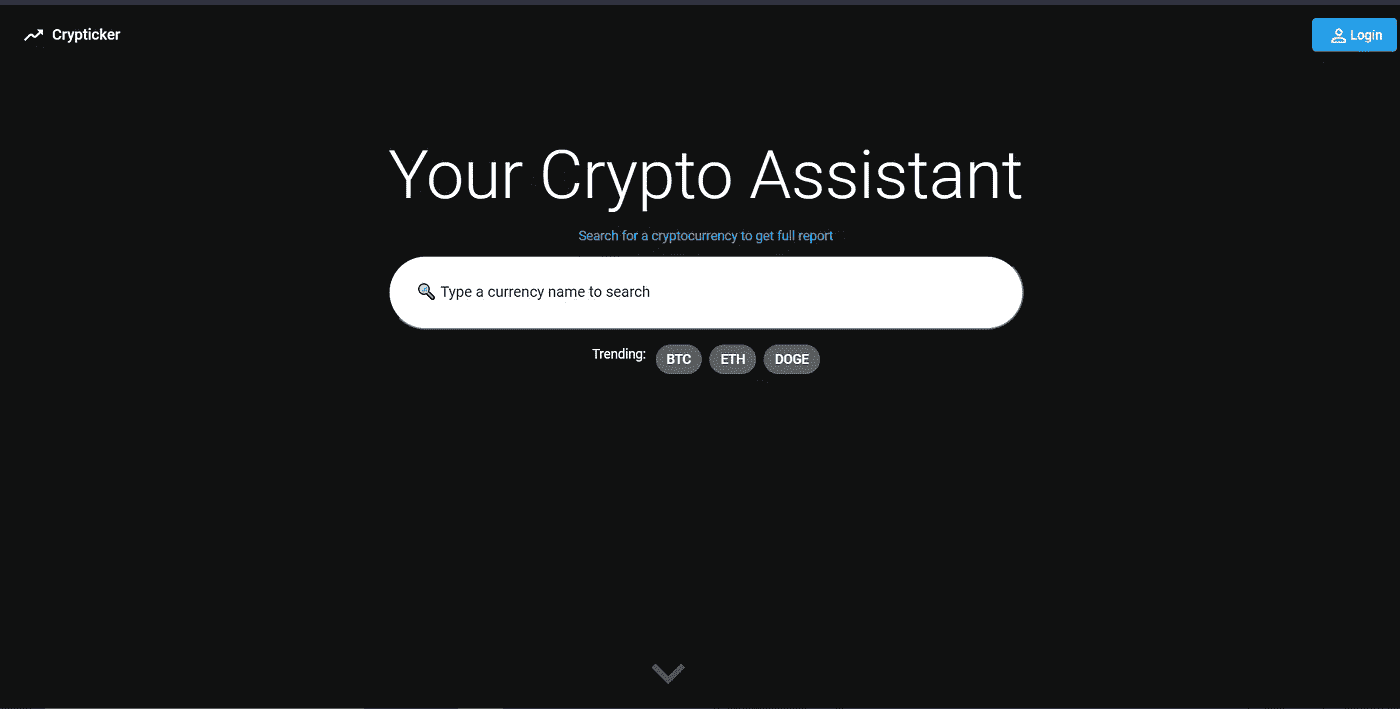 Crypticker
Login
Your Crypto Assistant
Search for a cryptocurrency to get full report
Type a currency name to search
Trending: BTC ETH DOGE